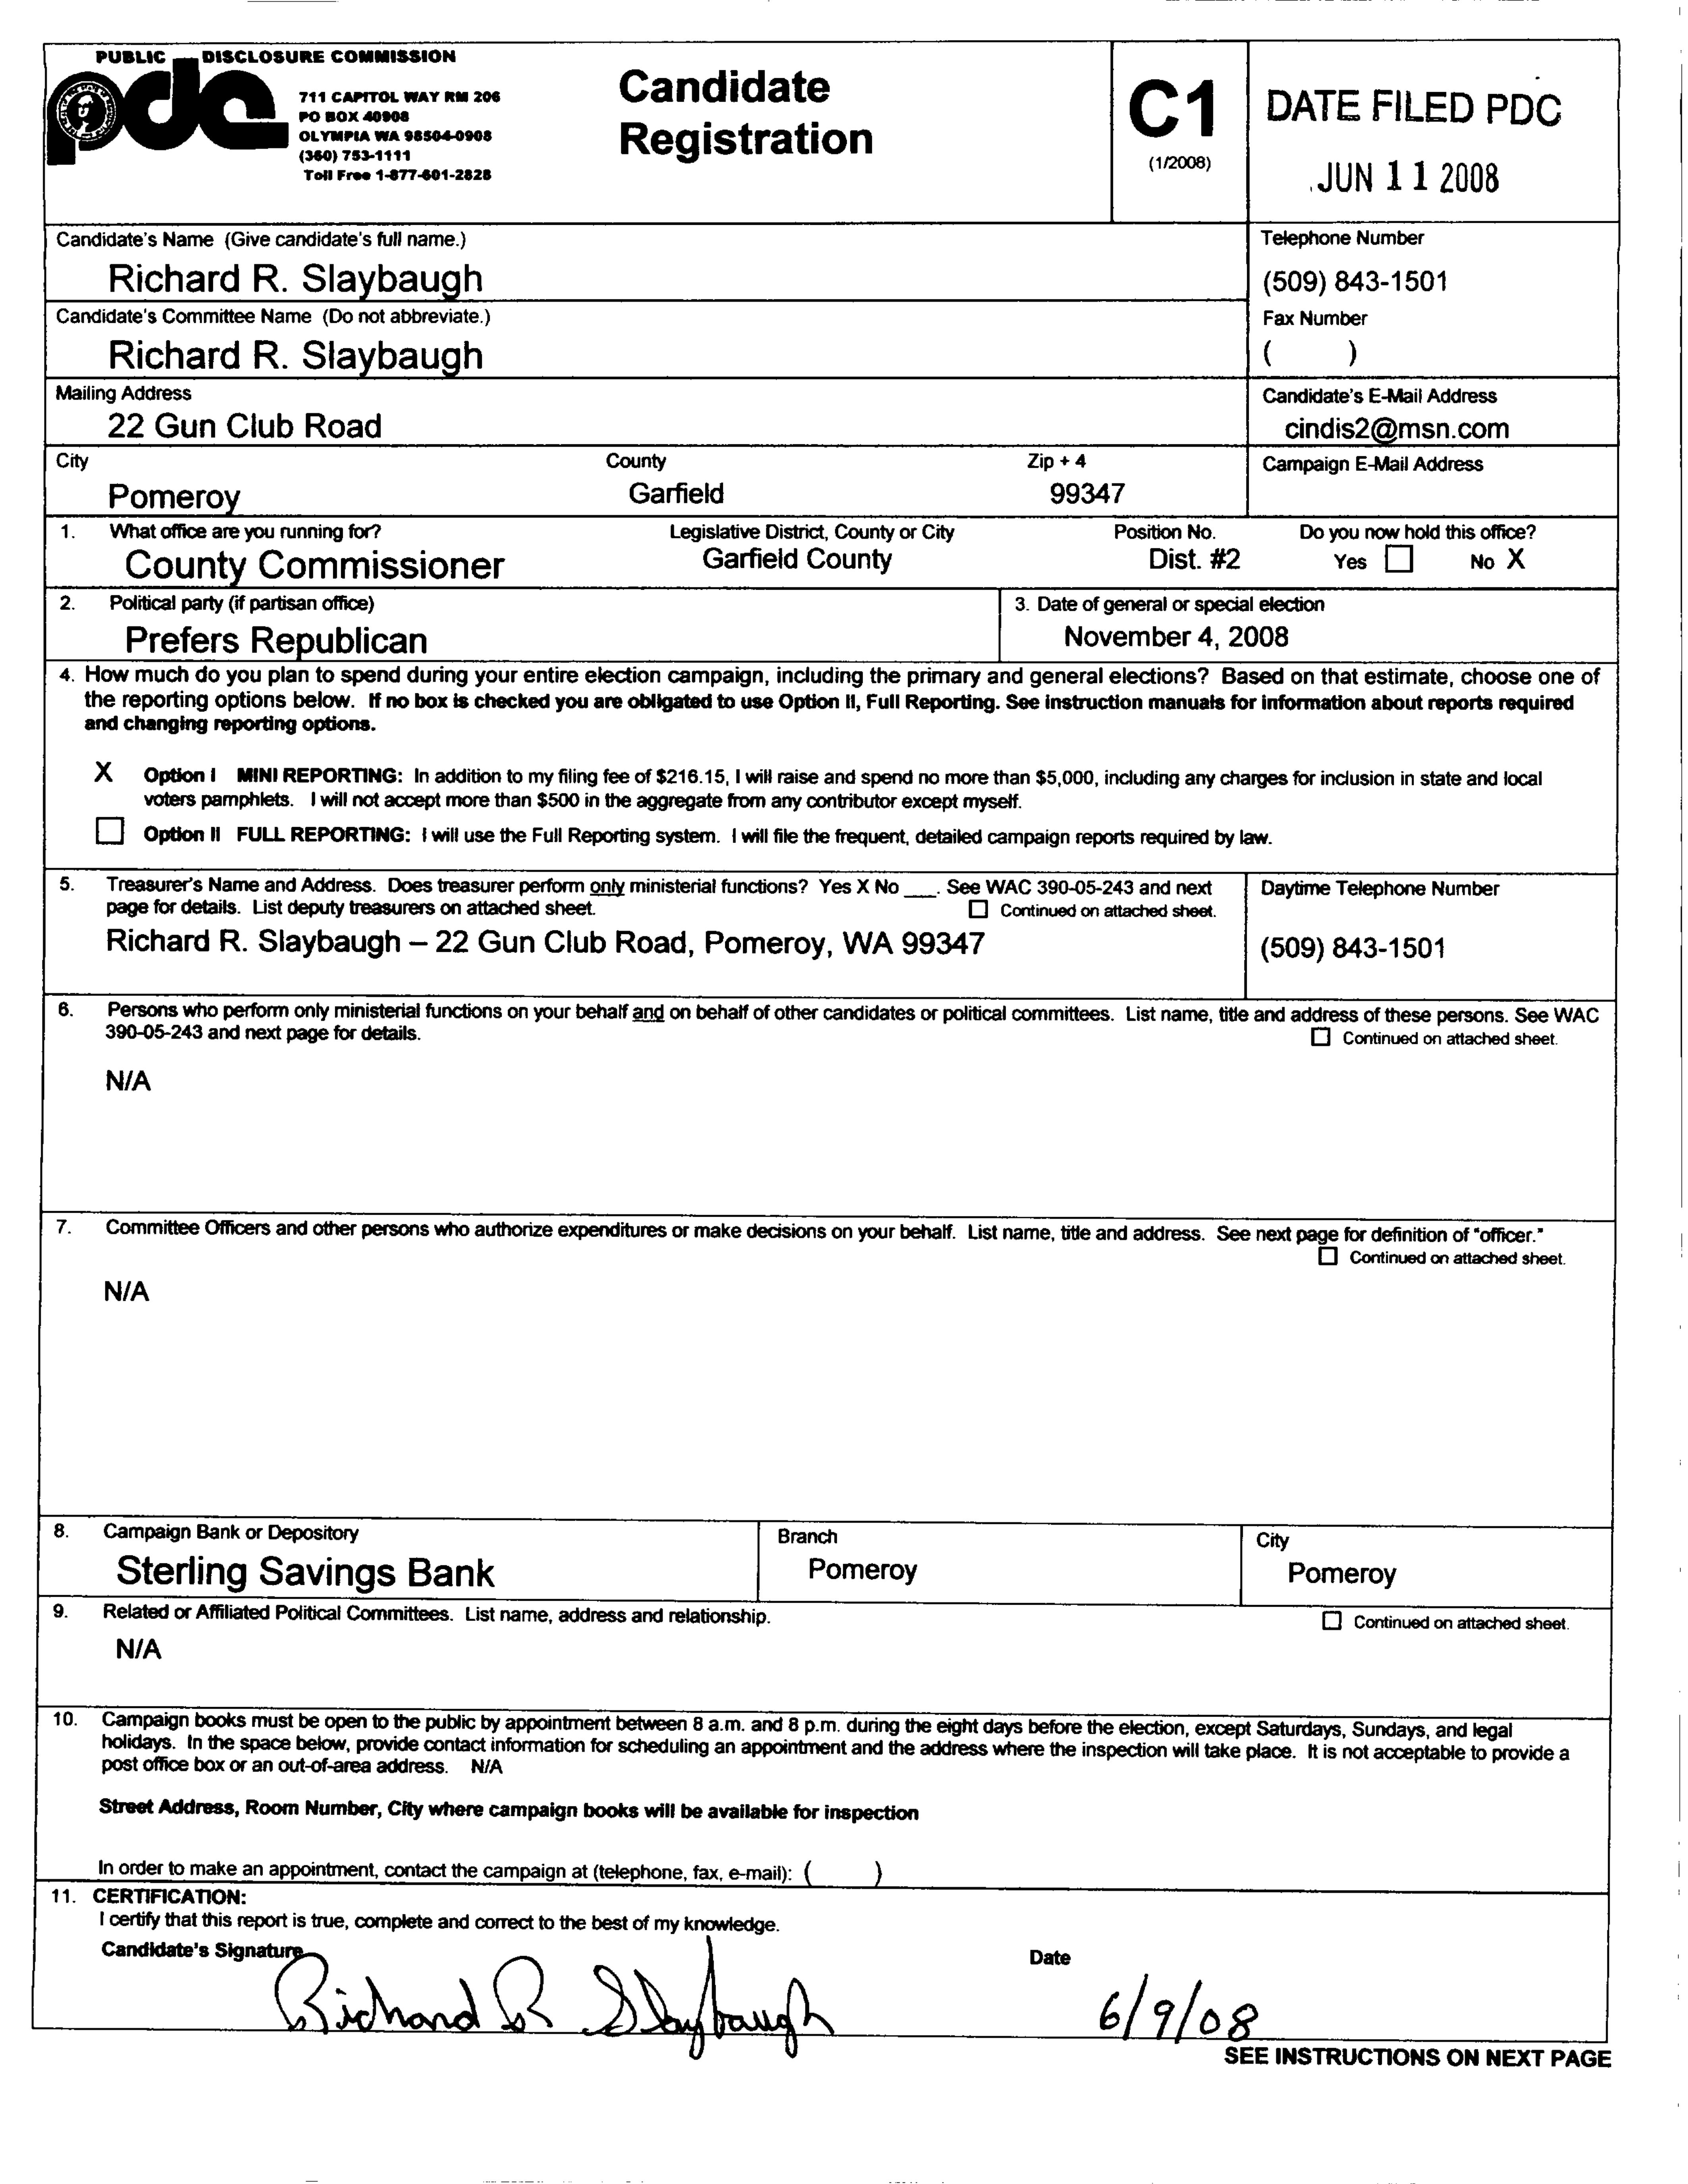 PUBLIC DISCLOSURE COMMISSION
pdc
711 CAPITOL WAY RM 206
PO BOX 40908
OLYMPIA WA 98504-0908
(360) 753-1111
Toll Free 1-877-601-2828
Candidate
Registration
C1
(1/2008)
DATE FILED PDC
JUN 11 2008
Candidate's Name (Give candidate's full name.)
Richard R. Slaybaugh
Telephone Number
(509) 843-1501
Candidate's Committee Name (Do not abbreviate.)
Richard R. Slaybaugh
Fax Number
( )
Mailing Address
22 Gun Club Road
Candidate's E-Mail Address
cindis2@msn.com
City County Zip + 4
Pomeroy Garfield 99347
Campaign E-Mail Address
1. What office are you running for? Legislative District, County or City Position No. Do you now hold this office?
County Commissioner Garfield County Dist. #2 Yes ☐ No X
2. Political party (if partisan office)
Prefers Republican
3. Date of general or special election
November 4, 2008
4. How much do you plan to spend during your entire election campaign, including the primary and general elections? Based on that estimate, choose one of
the reporting options below. If no box is checked you are obligated to use Option II, Full Reporting. See instruction manuals for information about reports required
and changing reporting options.
X Option I MINI REPORTING: In addition to my filing fee of $216.15, I will raise and spend no more than $5,000, including any charges for inclusion in state and local
voters pamphlets. I will not accept more than $500 in the aggregate from any contributor except myself.
☐ Option II FULL REPORTING: I will use the Full Reporting system. I will file the frequent, detailed campaign reports required by law.
5. Treasurer's Name and Address. Does treasurer perform only ministerial functions? Yes X No ___. See WAC 390-05-243 and next
page for details. List deputy treasurers on attached sheet. ☐ Continued on attached sheet.
Richard R. Slaybaugh – 22 Gun Club Road, Pomeroy, WA 99347
Daytime Telephone Number
(509) 843-1501
6. Persons who perform only ministerial functions on your behalf and on behalf of other candidates or political committees. List name, title and address of these persons. See WAC
390-05-243 and next page for details. ☐ Continued on attached sheet.
N/A
7. Committee Officers and other persons who authorize expenditures or make decisions on your behalf. List name, title and address. See next page for definition of "officer."
☐ Continued on attached sheet.
N/A
8. Campaign Bank or Depository
Sterling Savings Bank
Branch
Pomeroy
City
Pomeroy
9. Related or Affiliated Political Committees. List name, address and relationship. ☐ Continued on attached sheet.
N/A
10. Campaign books must be open to the public by appointment between 8 a.m. and 8 p.m. during the eight days before the election, except Saturdays, Sundays, and legal
holidays. In the space below, provide contact information for scheduling an appointment and the address where the inspection will take place. It is not acceptable to provide a
post office box or an out-of-area address. N/A
Street Address, Room Number, City where campaign books will be available for inspection
In order to make an appointment, contact the campaign at (telephone, fax, e-mail): ( )
11. CERTIFICATION:
I certify that this report is true, complete and correct to the best of my knowledge.
Candidate's Signature Date
Richard R Slaybaugh 6/9/08
SEE INSTRUCTIONS ON NEXT PAGE